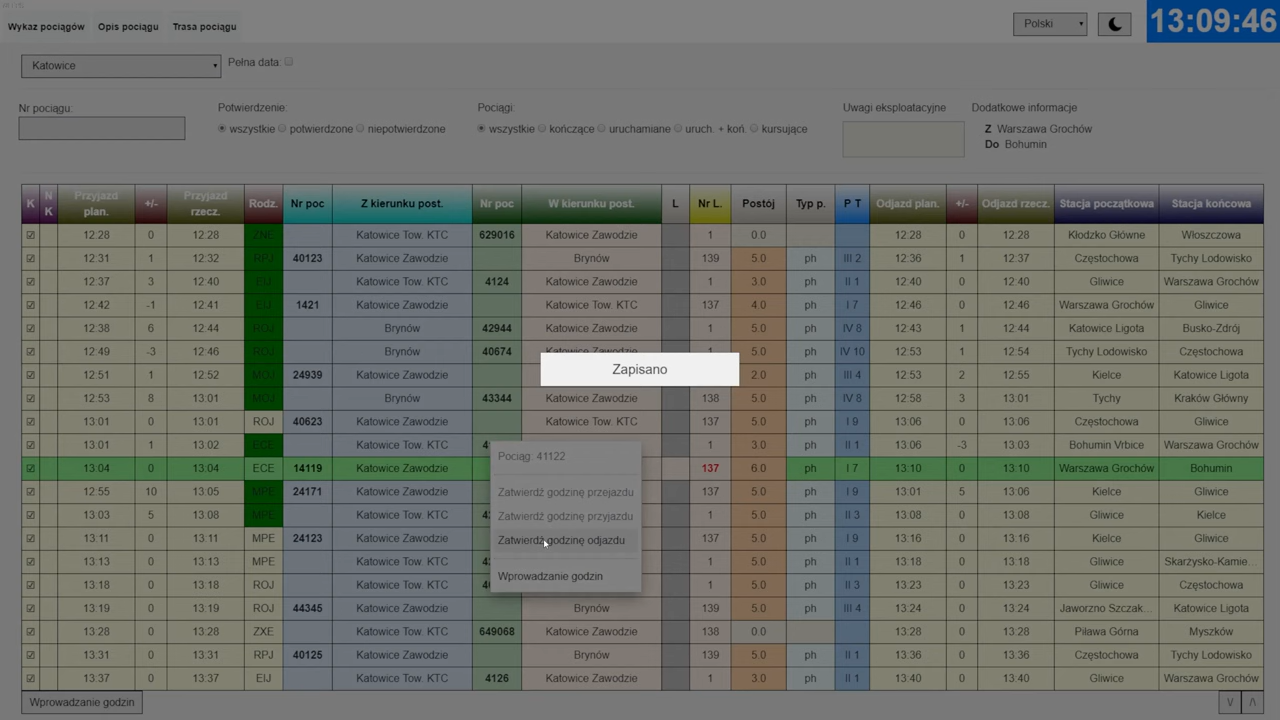 Wykaz pociągów Opis pociągu Trasa pociągu Polski 13:09:46
Katowice Pełna data:
Nr pociągu: Potwierdzenie: Pociągi: Uwagi eksploatacyjne Dodatkowe informacje
wszystkie potwierdzone niepotwierdzone wszystkie kończące uruchamiane uruch. + koń. kursujące Z Warszawa Grochów
Do Bohumin
K N K Przyjazd plan. +/- Przyjazd rzecz. Rodz. Nr poc Z kierunku post. Nr poc W kierunku post. L Nr L. Postój Typ p. P T Odjazd plan. +/- Odjazd rzecz. Stacja początkowa Stacja końcowa
12:28 0 12:28 ZNE Katowice Tow. KTC 629016 Katowice Zawodzie 1 0.0 12:28 0 12:28 Kłodzko Główne Włoszczowa
12:31 1 12:32 RPJ 40123 Katowice Zawodzie Brynów 139 5.0 ph III 2 12:36 1 12:37 Częstochowa Tychy Lodowisko
12:37 3 12:40 EIJ Katowice Tow. KTC 4124 Katowice Zawodzie 1 3.0 ph II 1 12:40 0 12:40 Gliwice Warszawa Grochów
12:42 -1 12:41 EIJ 1421 Katowice Zawodzie Katowice Tow. KTC 137 4.0 ph I 7 12:46 0 12:46 Warszawa Grochów Gliwice
12:38 6 12:44 ROJ Brynów 42944 Katowice Zawodzie 1 5.0 ph IV 8 12:43 1 12:44 Katowice Ligota Busko-Zdrój
12:49 -3 12:46 ROJ Brynów 40674 Katowice Zawodzie 1 5.0 ph IV 10 12:53 1 12:54 Tychy Lodowisko Częstochowa
12:51 1 12:52 MOJ 24939 Katowice Zawodzie 2.0 ph III 4 12:53 2 12:55 Kielce Katowice Ligota
12:53 8 13:01 MOJ Brynów 43344 Katowice Zawodzie 138 5.0 ph IV 8 12:58 3 13:01 Tychy Kraków Główny
13:01 0 13:01 ROJ 40623 Katowice Zawodzie Katowice Tow. KTC 137 5.0 ph I 9 13:06 0 13:06 Częstochowa Gliwice
13:01 1 13:02 ECE Katowice Tow. KTC Katowice Zawodzie 1 3.0 ph II 1 13:06 -3 13:03 Bohumin Vrbice Warszawa Grochów
13:04 0 13:04 ECE 14119 Katowice Zawodzie 137 6.0 ph I 7 13:10 0 13:10 Warszawa Grochów Bohumin
12:55 10 13:05 MPE 24171 Katowice Zawodzie 137 5.0 ph I 9 13:01 5 13:06 Kielce Gliwice
13:03 5 13:08 MPE Katowice Tow. KTC 1 5.0 ph II 3 13:08 0 13:08 Gliwice Kielce
13:11 0 13:11 MPE 24123 Katowice Zawodzie 137 5.0 ph I 9 13:16 0 13:16 Kielce Gliwice
13:13 0 13:13 MPE Katowice Tow. KTC 1 5.0 ph II 1 13:18 0 13:18 Gliwice Skarżysko-Kamie...
13:18 0 13:18 ROJ Katowice Tow. KTC 1 5.0 ph II 3 13:23 0 13:23 Gliwice Częstochowa
13:19 0 13:19 ROJ 44345 Katowice Zawodzie Brynów 139 5.0 ph III 4 13:24 0 13:24 Jaworzno Szczak... Katowice Ligota
13:28 0 13:28 ZXE Katowice Tow. KTC 649068 Katowice Zawodzie 138 0.0 13:28 0 13:28 Piława Górna Myszków
13:31 0 13:31 RPJ 40125 Katowice Zawodzie Brynów 139 5.0 ph II 1 13:36 0 13:36 Częstochowa Tychy Lodowisko
13:37 0 13:37 EIJ Katowice Tow. KTC 4126 Katowice Zawodzie 1 3.0 ph II 1 13:40 0 13:40 Gliwice Warszawa Grochów
Zapisano
Pociąg: 41122
Zatwierdź godzinę przejazdu
Zatwierdź godzinę przyjazdu
Zatwierdź godzinę odjazdu
Wprowadzanie godzin
Wprowadzanie godzin